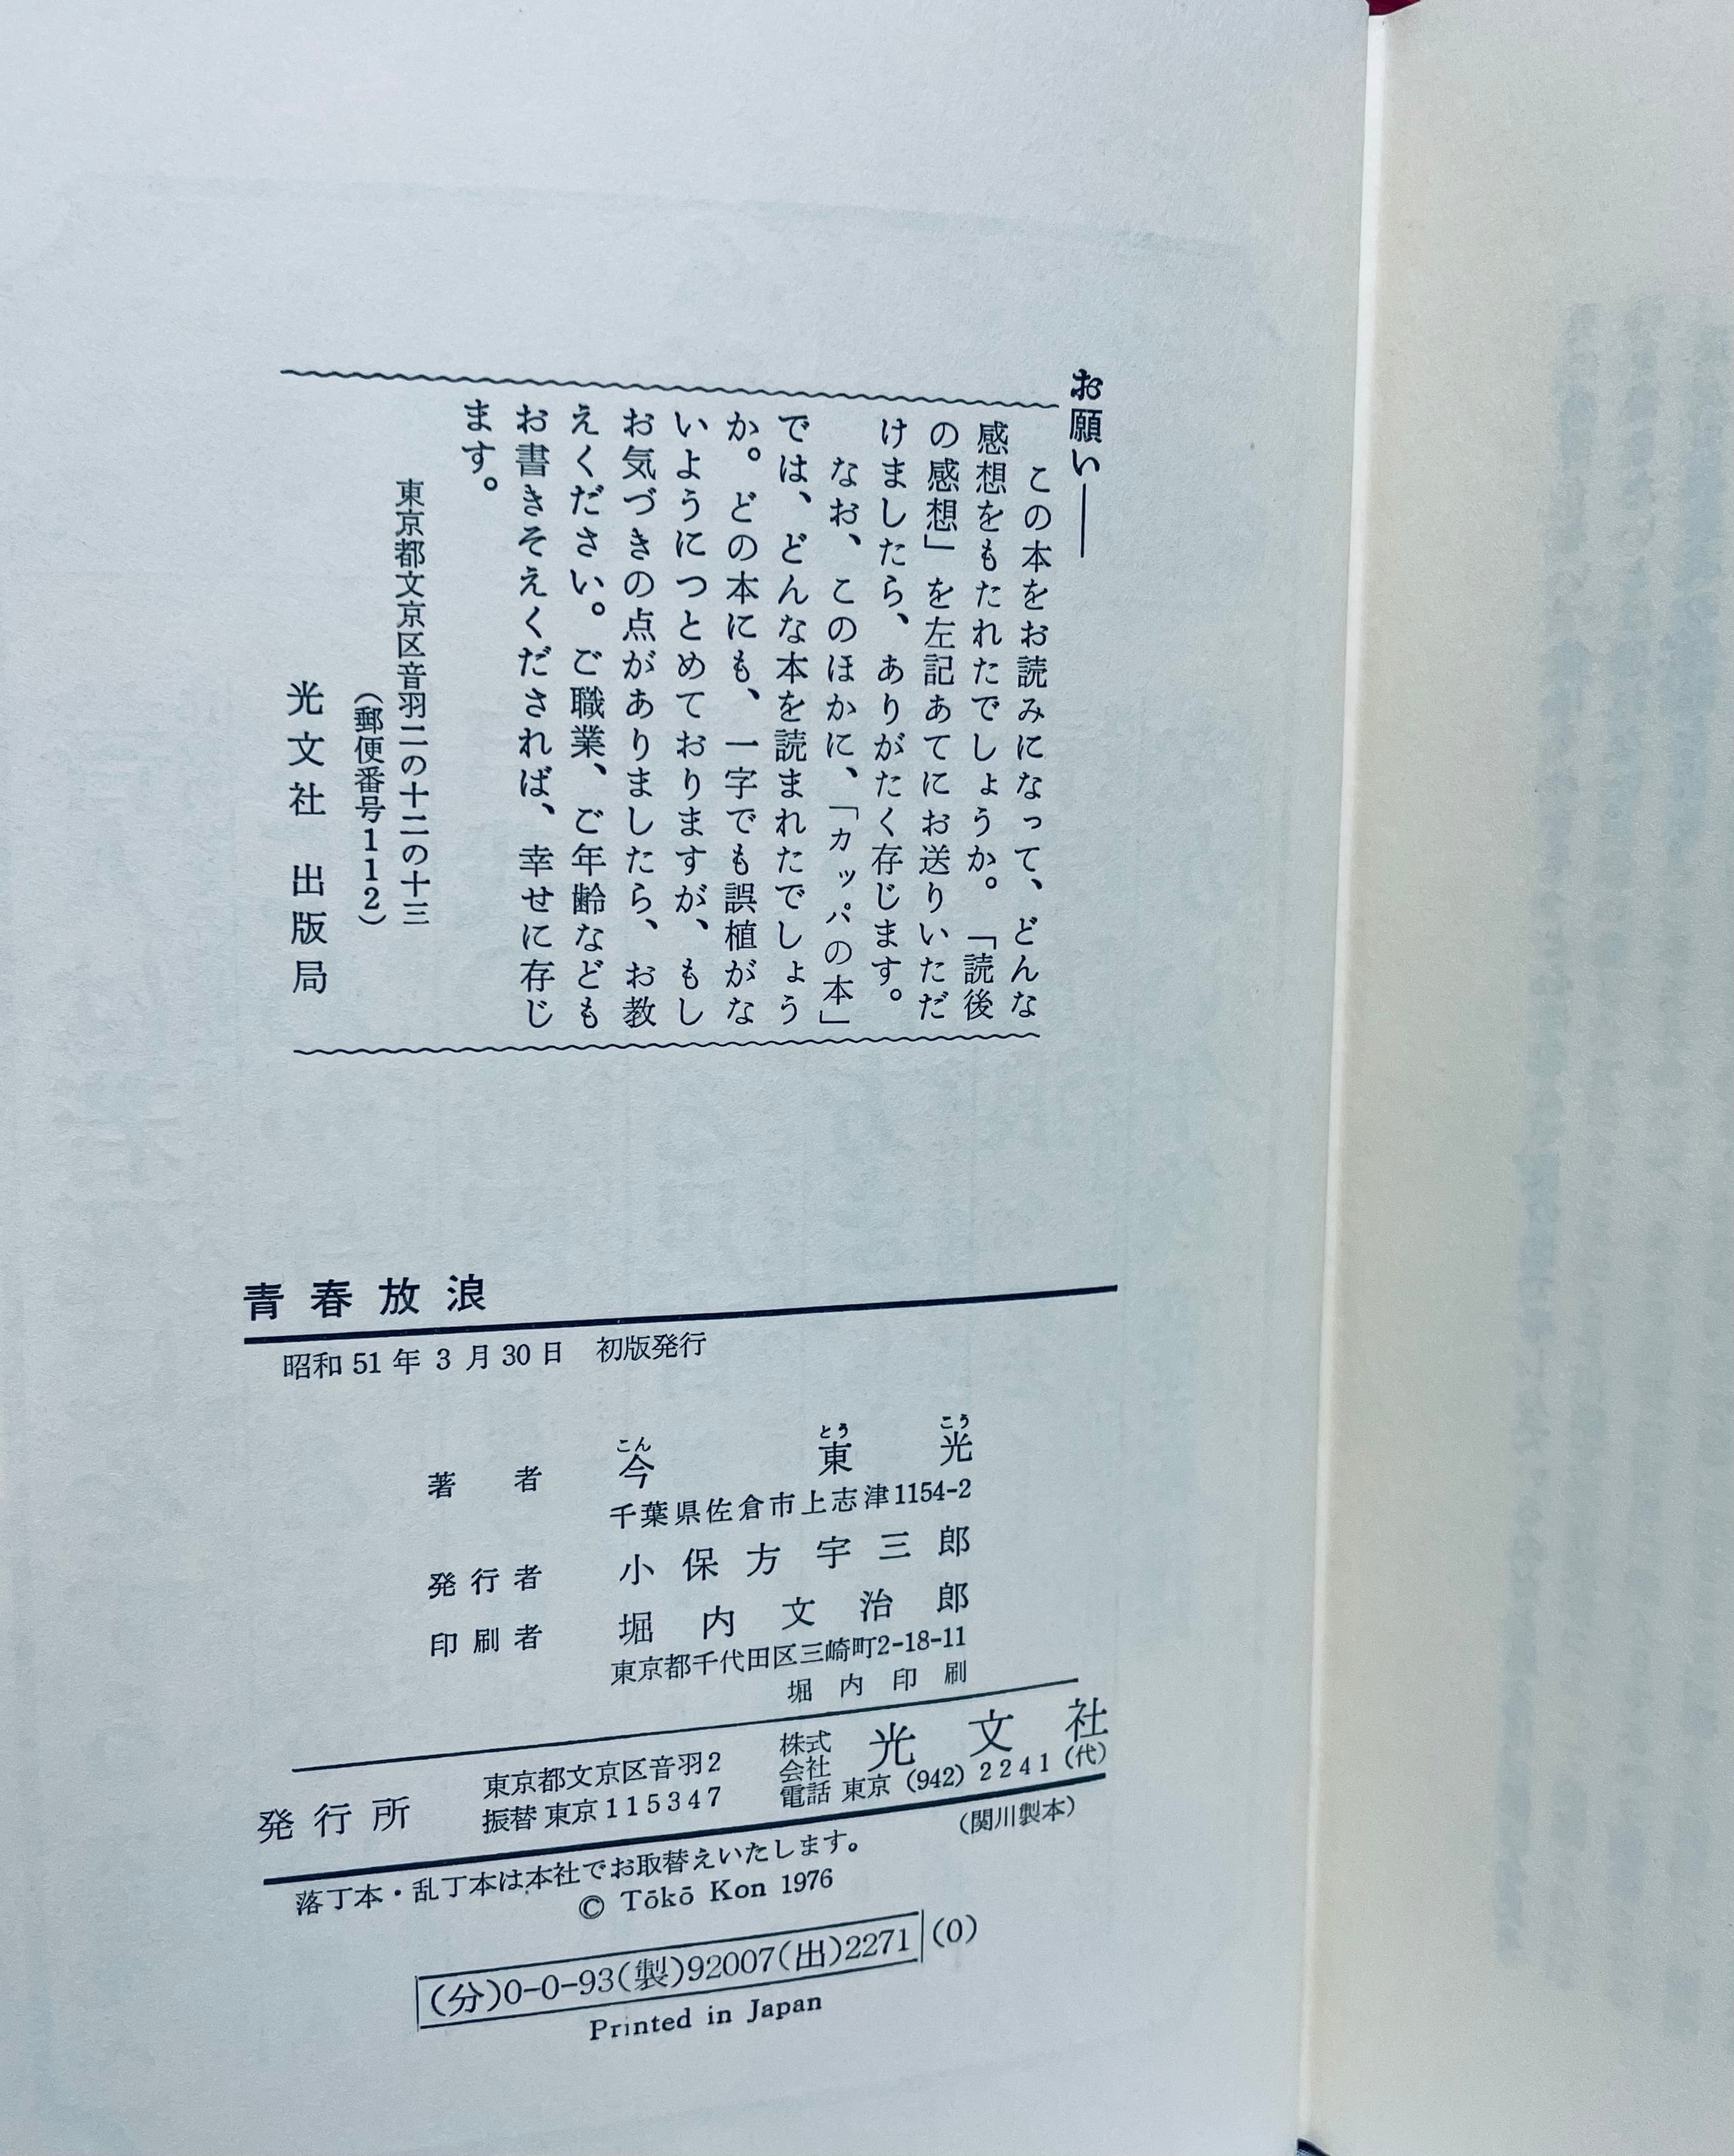 お願い――
この本をお読みになって、どんな
感想をもたれたでしょうか。「読後
の感想」を左記あてにお送りいただ
けましたら、ありがたく存じます。
なお、このほかに、「カッパの本」
では、どんな本を読まれたでしょう
か。どの本にも、一字でも誤植がな
いようにつとめておりますが、もし
お気づきの点がありましたら、お教
えください。ご職業、ご年齢なども
お書きそえくだされば、幸せに存じ
ます。
東京都文京区音羽二の十二の十三
(郵便番号112)
光文社 出版局
青春放浪
昭和51年3月30日 初版発行
著者 今東光
こん とう こう
千葉県佐倉市上志津1154-2
発行者 小保方宇三郎
印刷者 堀内文治郎
東京都千代田区三崎町2-18-11
堀内印刷
発行所 東京都文京区音羽2 株式会社 光文社
振替 東京115347 電話 東京(942)2241(代)
(関川製本)
落丁本・乱丁本は本社でお取替えいたします。
© Tōkō Kon 1976
(分)0-0-93(製)92007(出)2271(0)
Printed in Japan